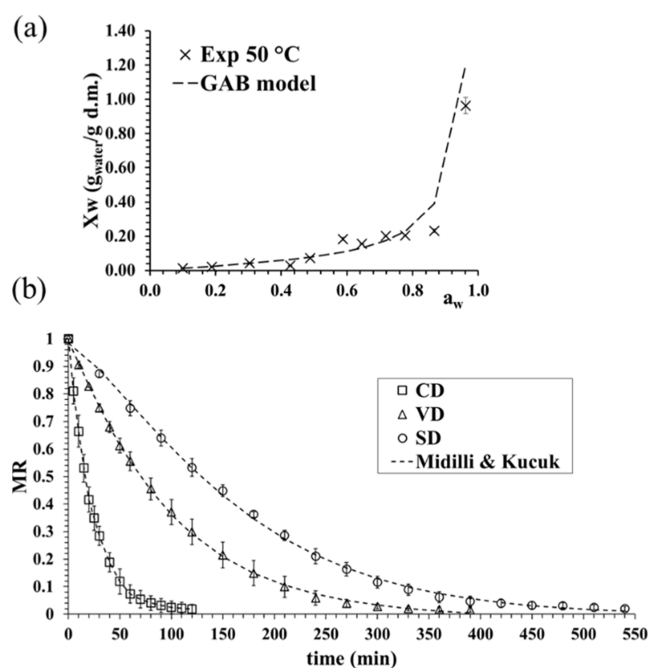 (a)
× Exp 50 °C
GAB model
Xw (g_water/g d.m.)
1.40
1.20
1.00
0.80
0.60
0.40
0.20
0.00
0.0 0.2 0.4 0.6 0.8 1.0
a_w
(b)
MR
1
0.9
0.8
0.7
0.6
0.5
0.4
0.3
0.2
0.1
0
CD
VD
SD
Midilli & Kucuk
0 50 100 150 200 250 300 350 400 450 500 550
time (min)